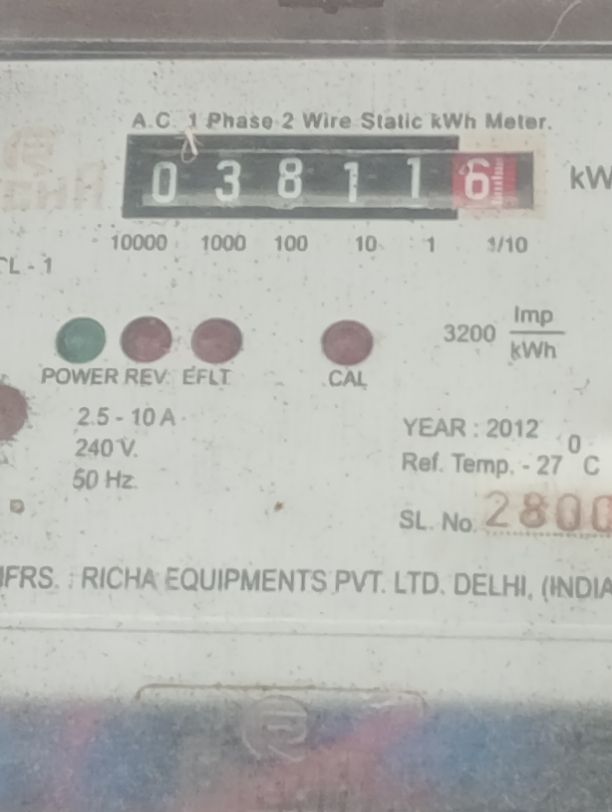 A.C. 1 Phase 2 Wire Static kWh Meter.
0 3 8 1 1 6 kW
10000 1000 100 10 1 1/10
CL - 1
3200 Imp/kWh
POWER REV. EFLT CAL
2.5 - 10 A
240 V.
50 Hz.
YEAR : 2012
Ref. Temp. - 27 °C
SL. No. 2800
MFRS. : RICHA EQUIPMENTS PVT. LTD. DELHI, (INDIA